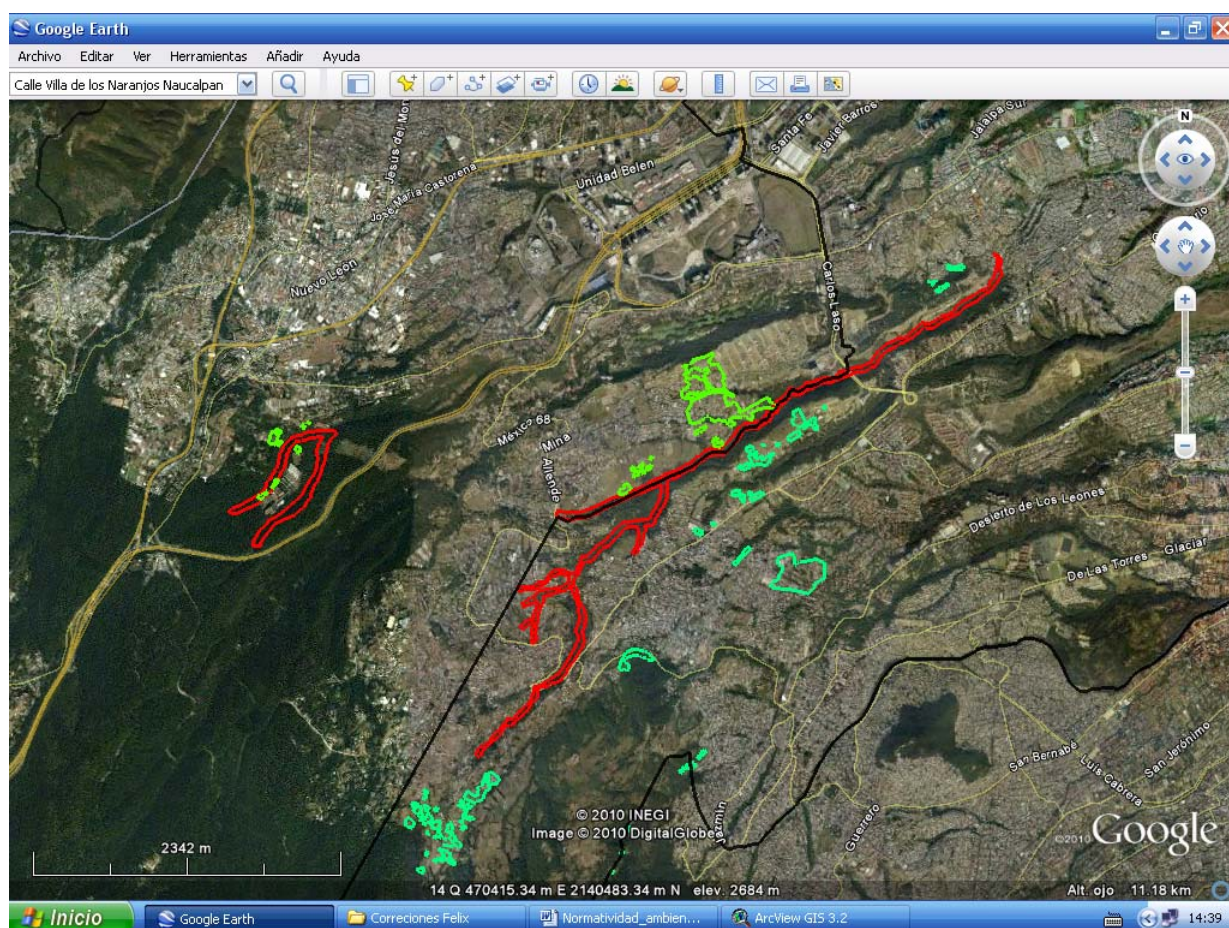 Google Earth
Archivo Editar Ver Herramientas Añadir Ayuda
Calle Villa de los Naranjos Naucalpan
N
Jesus del Mon
José María Castorena
Unidad Belen
Santa Fe
Javier Barros
Jalalpa Sur
Nuevo León
Carlos Laso
México 68
Mina
Allende
Desierto de Los Leones
De Las Torres
Glaciar
San Bernabé
Luis Cabrera
San Jerónimo
Jazmín
Guerrero
© 2010 INEGI
Image © 2010 DigitalGlobe
©2010 Google
2342 m
14 Q 470415.34 m E 2140483.34 m N elev. 2684 m
Alt. ojo 11.18 km
Inicio
Google Earth
Correciones Felix
Normatividad_ambien...
ArcView GIS 3.2
14:39